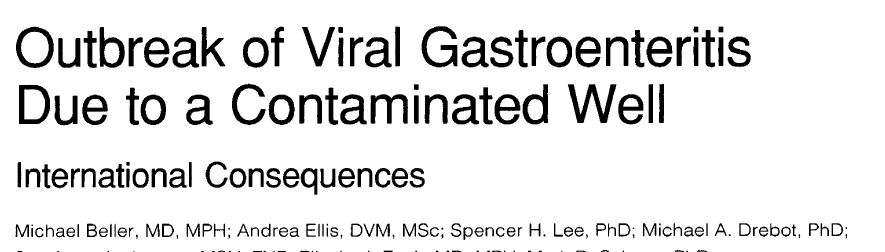 Outbreak of Viral Gastroenteritis
Due to a Contaminated Well
International Consequences
Michael Beller, MD, MPH; Andrea Ellis, DVM, MSc; Spencer H. Lee, PhD; Michael A. Drebot, PhD;